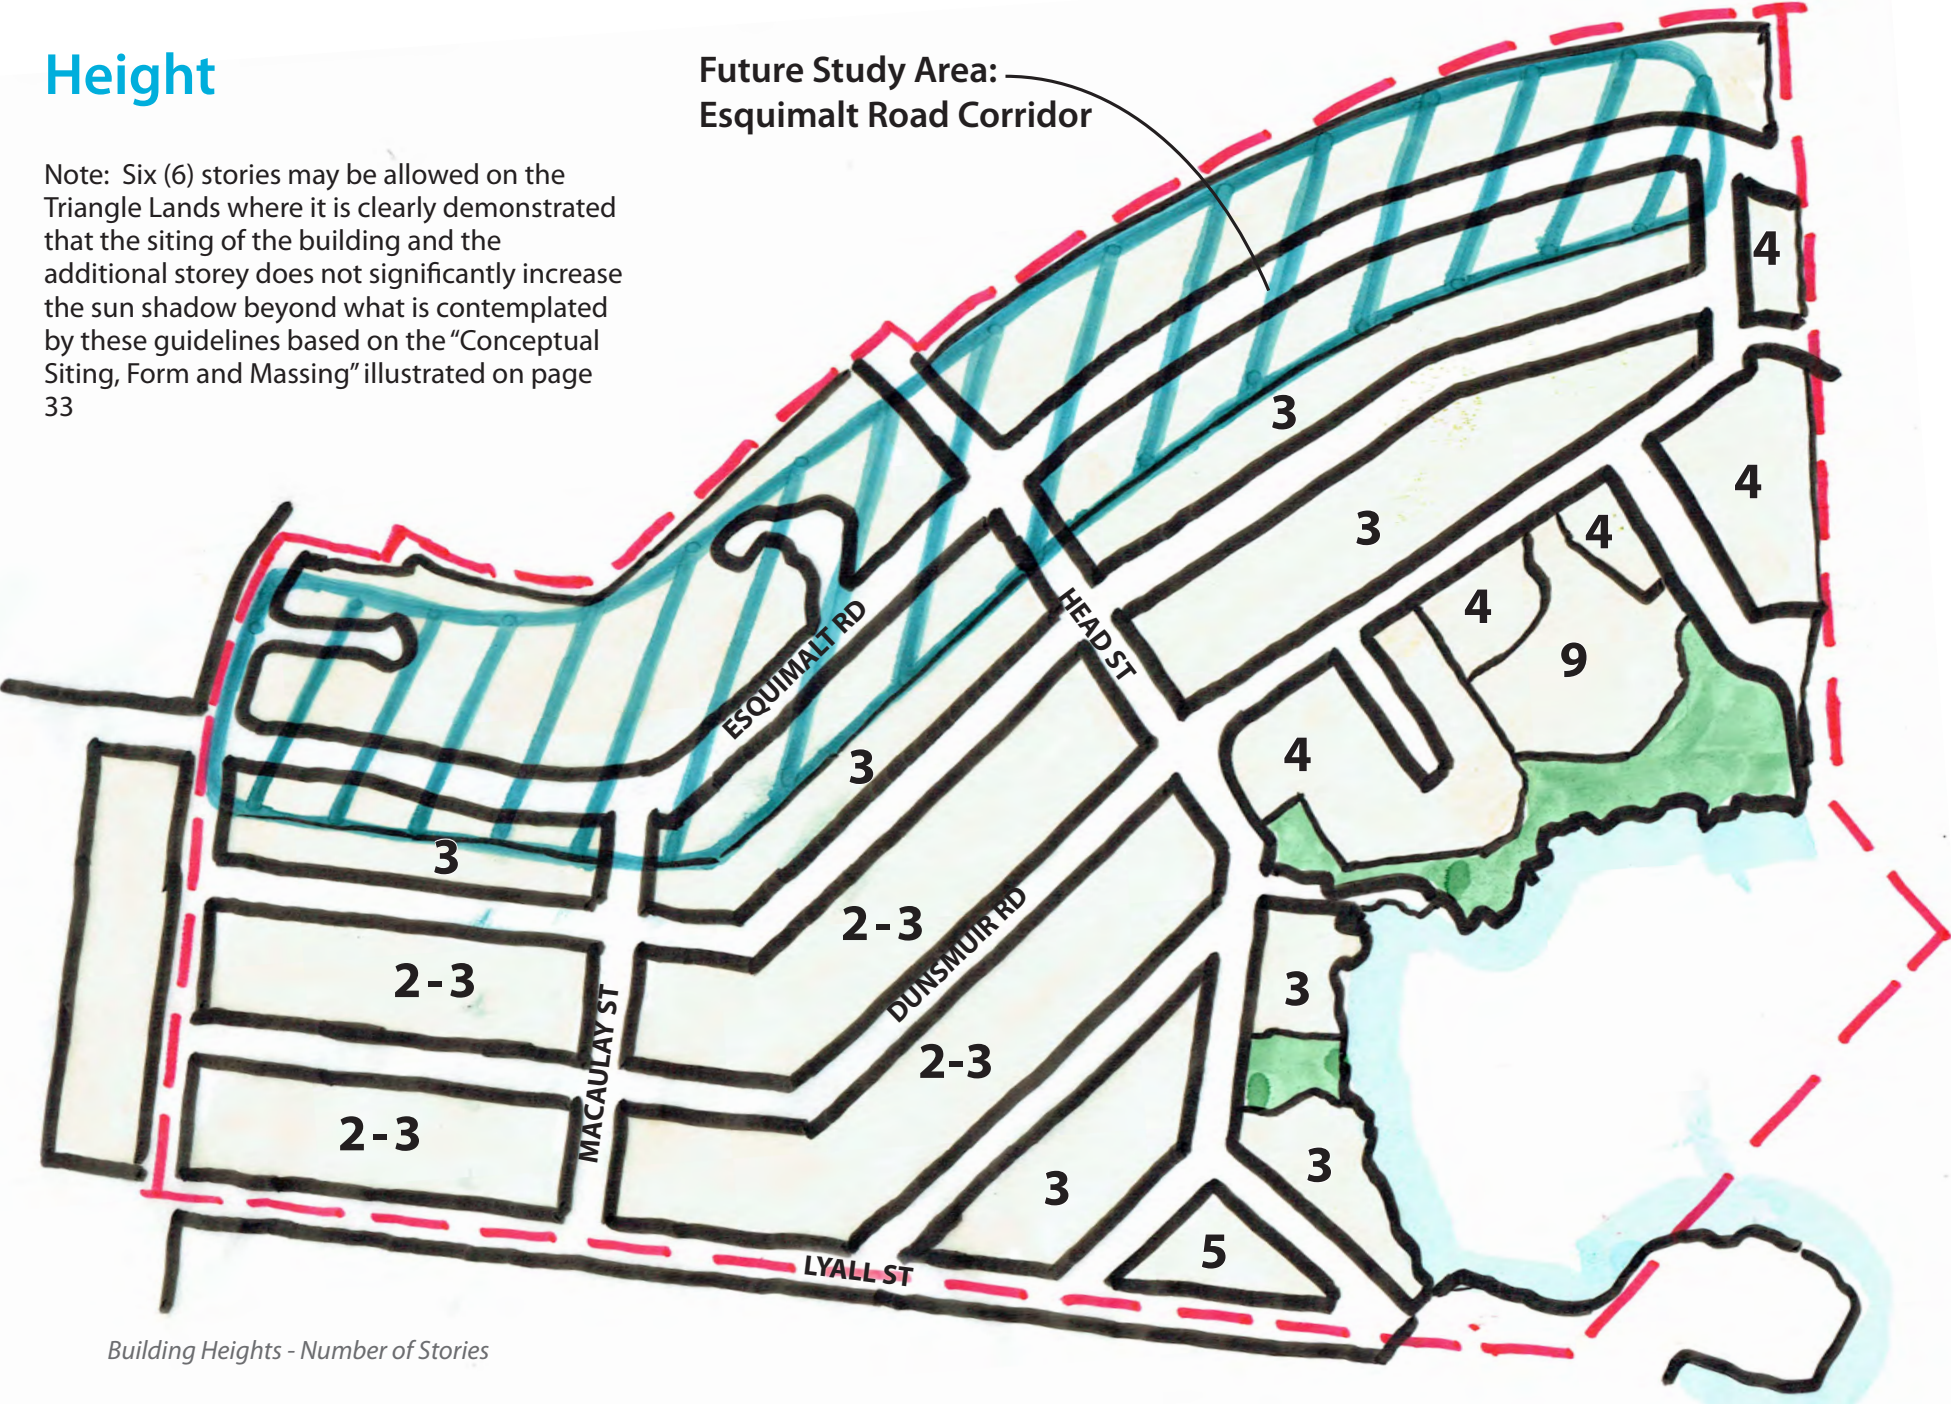 Height
Future Study Area:
Esquimalt Road Corridor
Note:  Six (6) stories may be allowed on the
Triangle Lands where it is clearly demonstrated
that the siting of the building and the
additional storey does not significantly increase
the sun shadow beyond what is contemplated
by these guidelines based on the “Conceptual
Siting, Form and Massing” illustrated on page
33
4
3
4
3
4
4
9
ESQUIMALT RD
HEAD ST
3
4
3
2-3
2-3
DUNSMUIR RD
3
MACAULAY ST
2-3
2-3
3
3
5
LYALL ST
Building Heights - Number of Stories